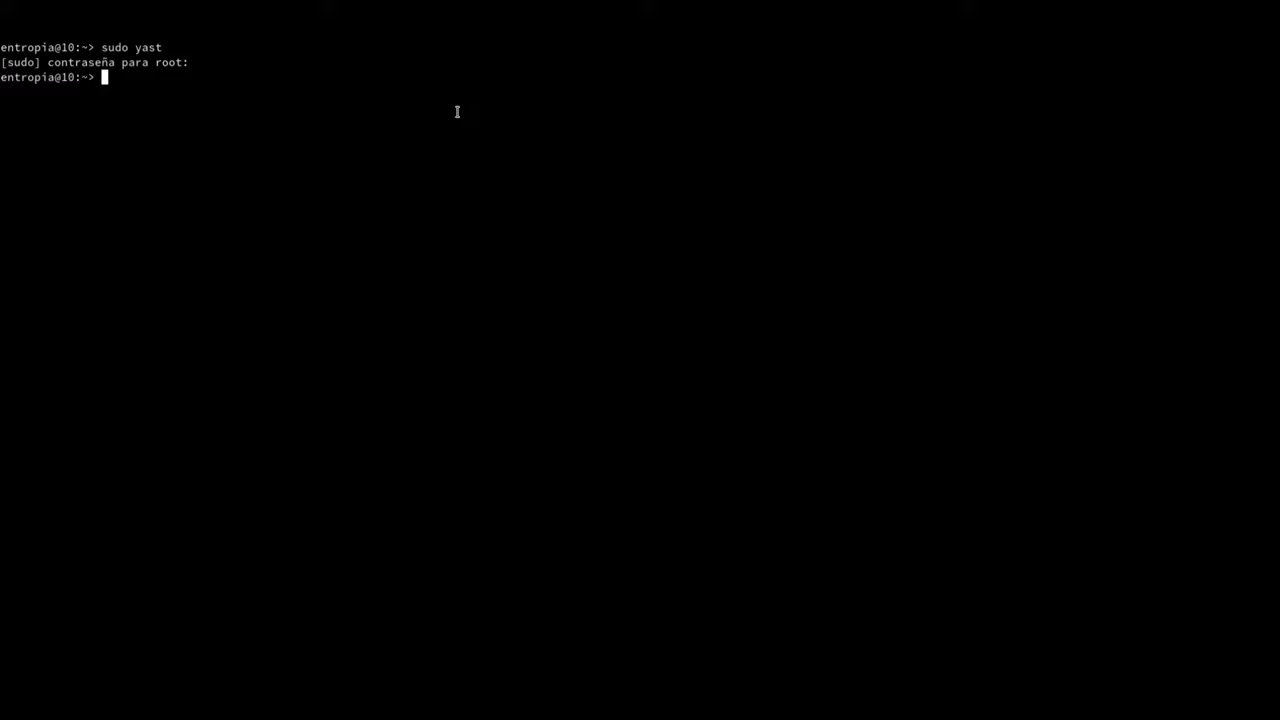 entropia@10:~> sudo yast
[sudo] contraseña para root:
entropia@10:~>